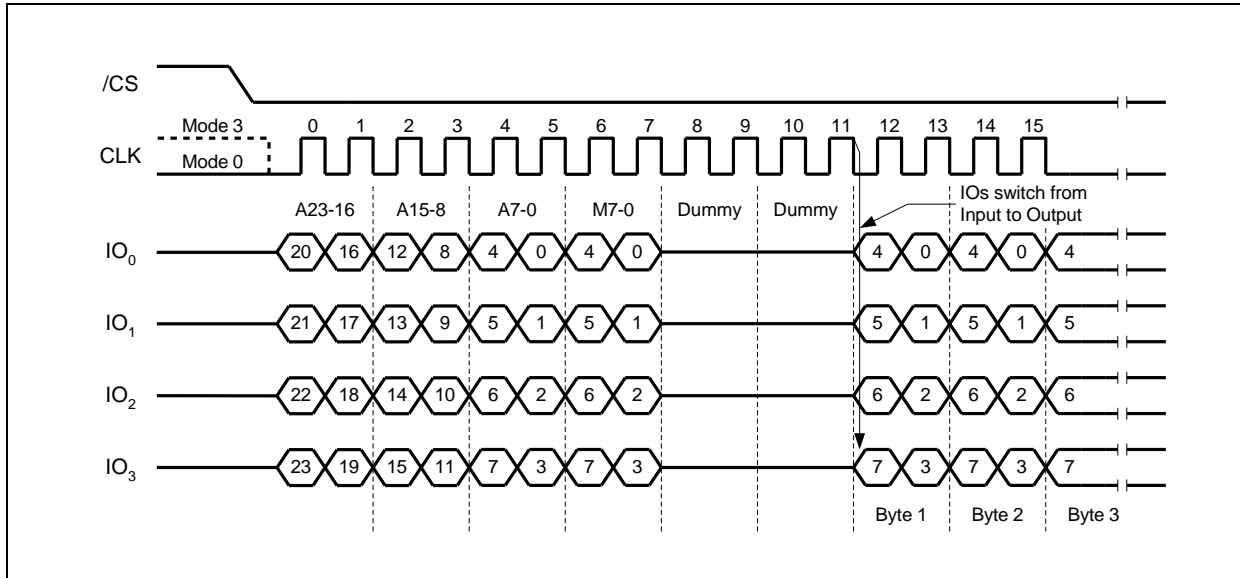 /CS
Mode 3 0 1 2 3 4 5 6 7 8 9 10 11 12 13 14 15
CLK
Mode 0
IOs switch from
Input to Output
A23-16 A15-8 A7-0 M7-0 Dummy Dummy
IO0 20 16 12 8 4 0 4 0 4 0 4 0 4
IO1 21 17 13 9 5 1 5 1 5 1 5 1 5
IO2 22 18 14 10 6 2 6 2 6 2 6 2 6
IO3 23 19 15 11 7 3 7 3 7 3 7 3 7
Byte 1 Byte 2 Byte 3